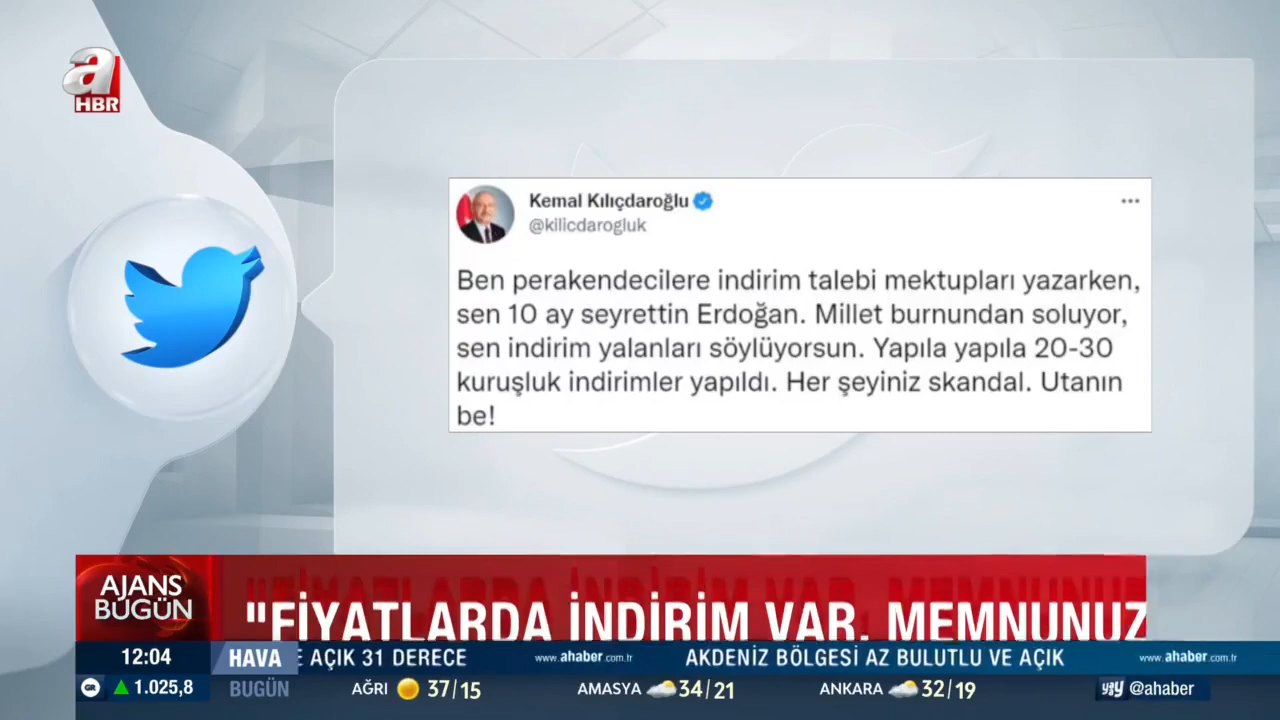 a
HBR
Kemal Kılıçdaroğlu
@kilicdarogluk
Ben perakendecilere indirim talebi mektupları yazarken,
sen 10 ay seyrettin Erdoğan. Millet burnundan soluyor,
sen indirim yalanları söylüyorsun. Yapıla yapıla 20-30
kuruşluk indirimler yapıldı. Her şeyiniz skandal. Utanın
be!
AJANS
BUGÜN
"FİYATLARDA İNDİRİM VAR, MEMNUNUZ
12:04
HAVA
E AÇIK 31 DERECE
www.ahaber.com.tr
AKDENİZ BÖLGESİ AZ BULUTLU VE AÇIK
www.ahaber.com.tr
GR
1.025,8
BUGÜN
AĞRI 37/15
AMASYA 34/21
ANKARA 32/19
@ahaber